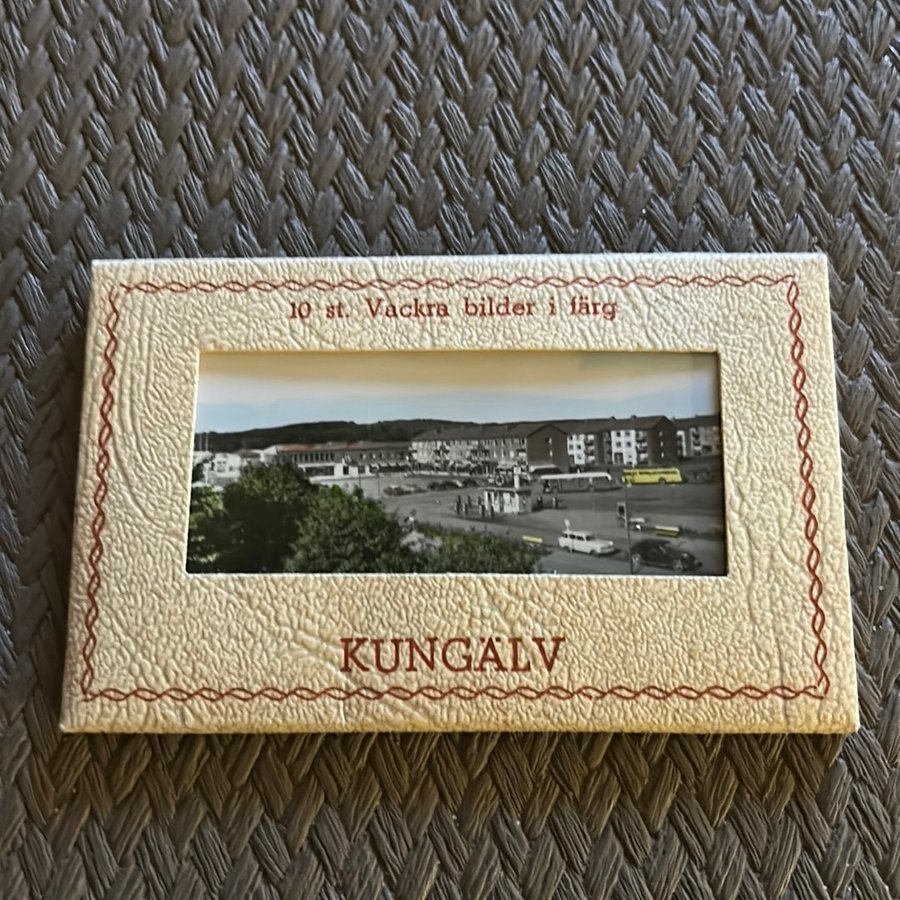 10 st. Vackra bilder i färg
KUNGÄLV